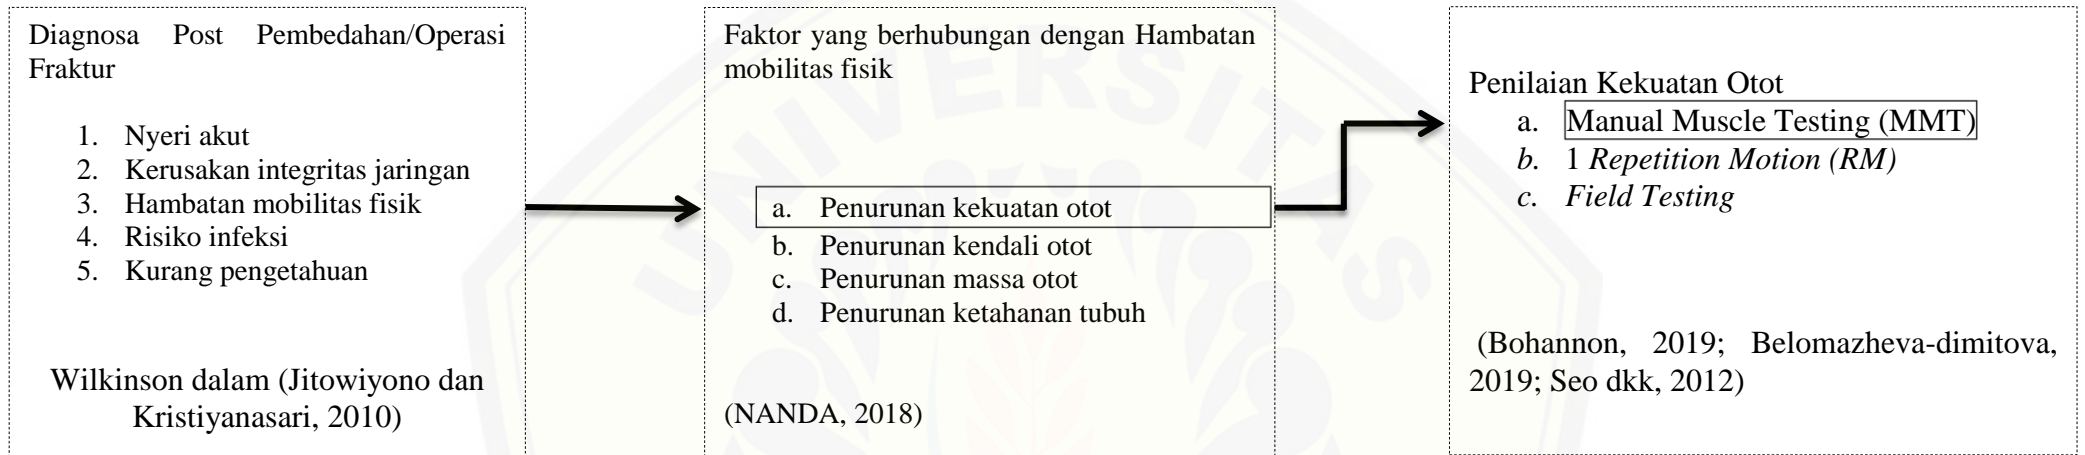 Diagnosa Post Pembedahan/Operasi
Fraktur
1. Nyeri akut
2. Kerusakan integritas jaringan
3. Hambatan mobilitas fisik
4. Risiko infeksi
5. Kurang pengetahuan
Wilkinson dalam (Jitowiyono dan
Kristiyanasari, 2010)
Faktor yang berhubungan dengan Hambatan
mobilitas fisik
a. Penurunan kekuatan otot
b. Penurunan kendali otot
c. Penurunan massa otot
d. Penurunan ketahanan tubuh
(NANDA, 2018)
Penilaian Kekuatan Otot
a. Manual Muscle Testing (MMT)
b. 1 Repetition Motion (RM)
c. Field Testing
(Bohannon, 2019; Belomazheva-dimitova,
2019; Seo dkk, 2012)
UNIVERSITAS